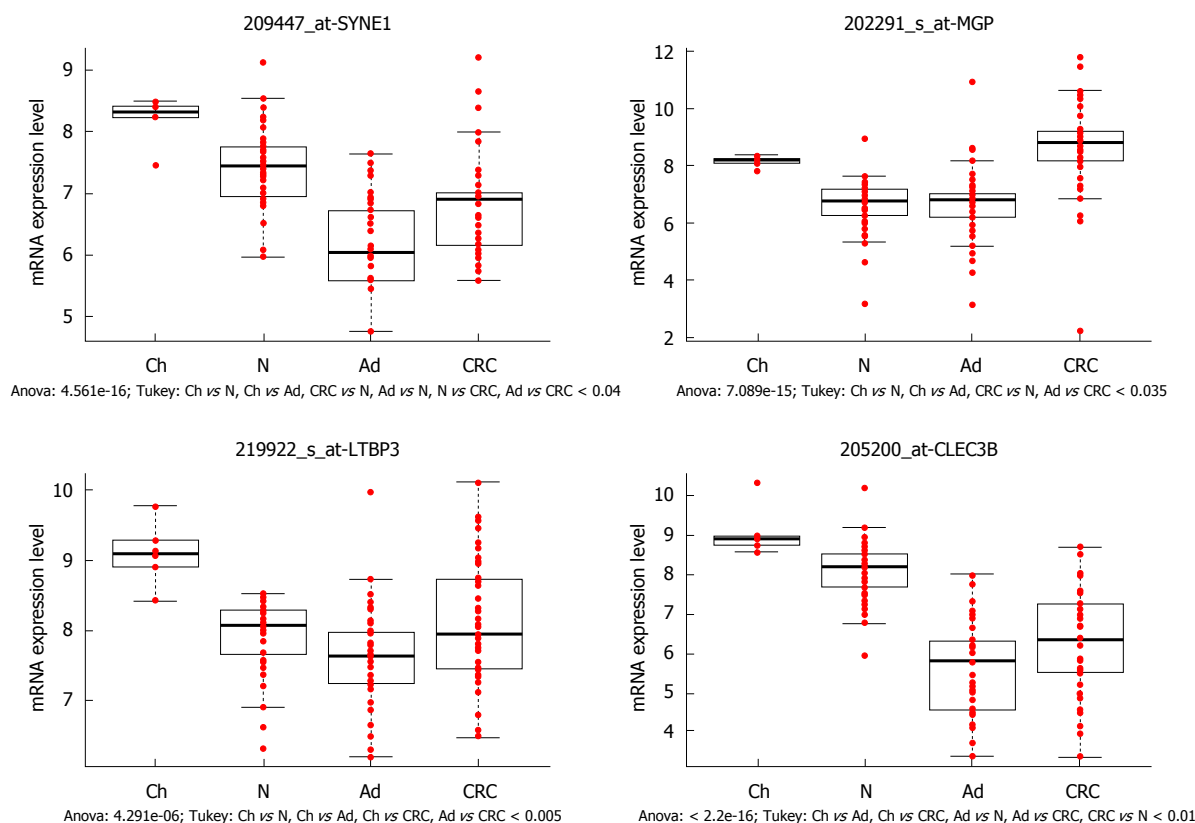 209447_at-SYNE1
mRNA expression level
9
8
7
6
5
Ch N Ad CRC
Anova: 4.561e-16; Tukey: Ch vs N, Ch vs Ad, CRC vs N, Ad vs N, N vs CRC, Ad vs CRC < 0.04
202291_s_at-MGP
mRNA expression level
12
10
8
6
4
2
Ch N Ad CRC
Anova: 7.089e-15; Tukey: Ch vs N, Ch vs Ad, CRC vs N, Ad vs CRC < 0.035
219922_s_at-LTBP3
mRNA expression level
10
9
8
7
Ch N Ad CRC
Anova: 4.291e-06; Tukey: Ch vs N, Ch vs Ad, Ch vs CRC, Ad vs CRC < 0.005
205200_at-CLEC3B
mRNA expression level
10
9
8
7
6
5
4
Ch N Ad CRC
Anova: < 2.2e-16; Tukey: Ch vs Ad, Ch vs CRC, Ad vs N, Ad vs CRC, CRC vs N < 0.01